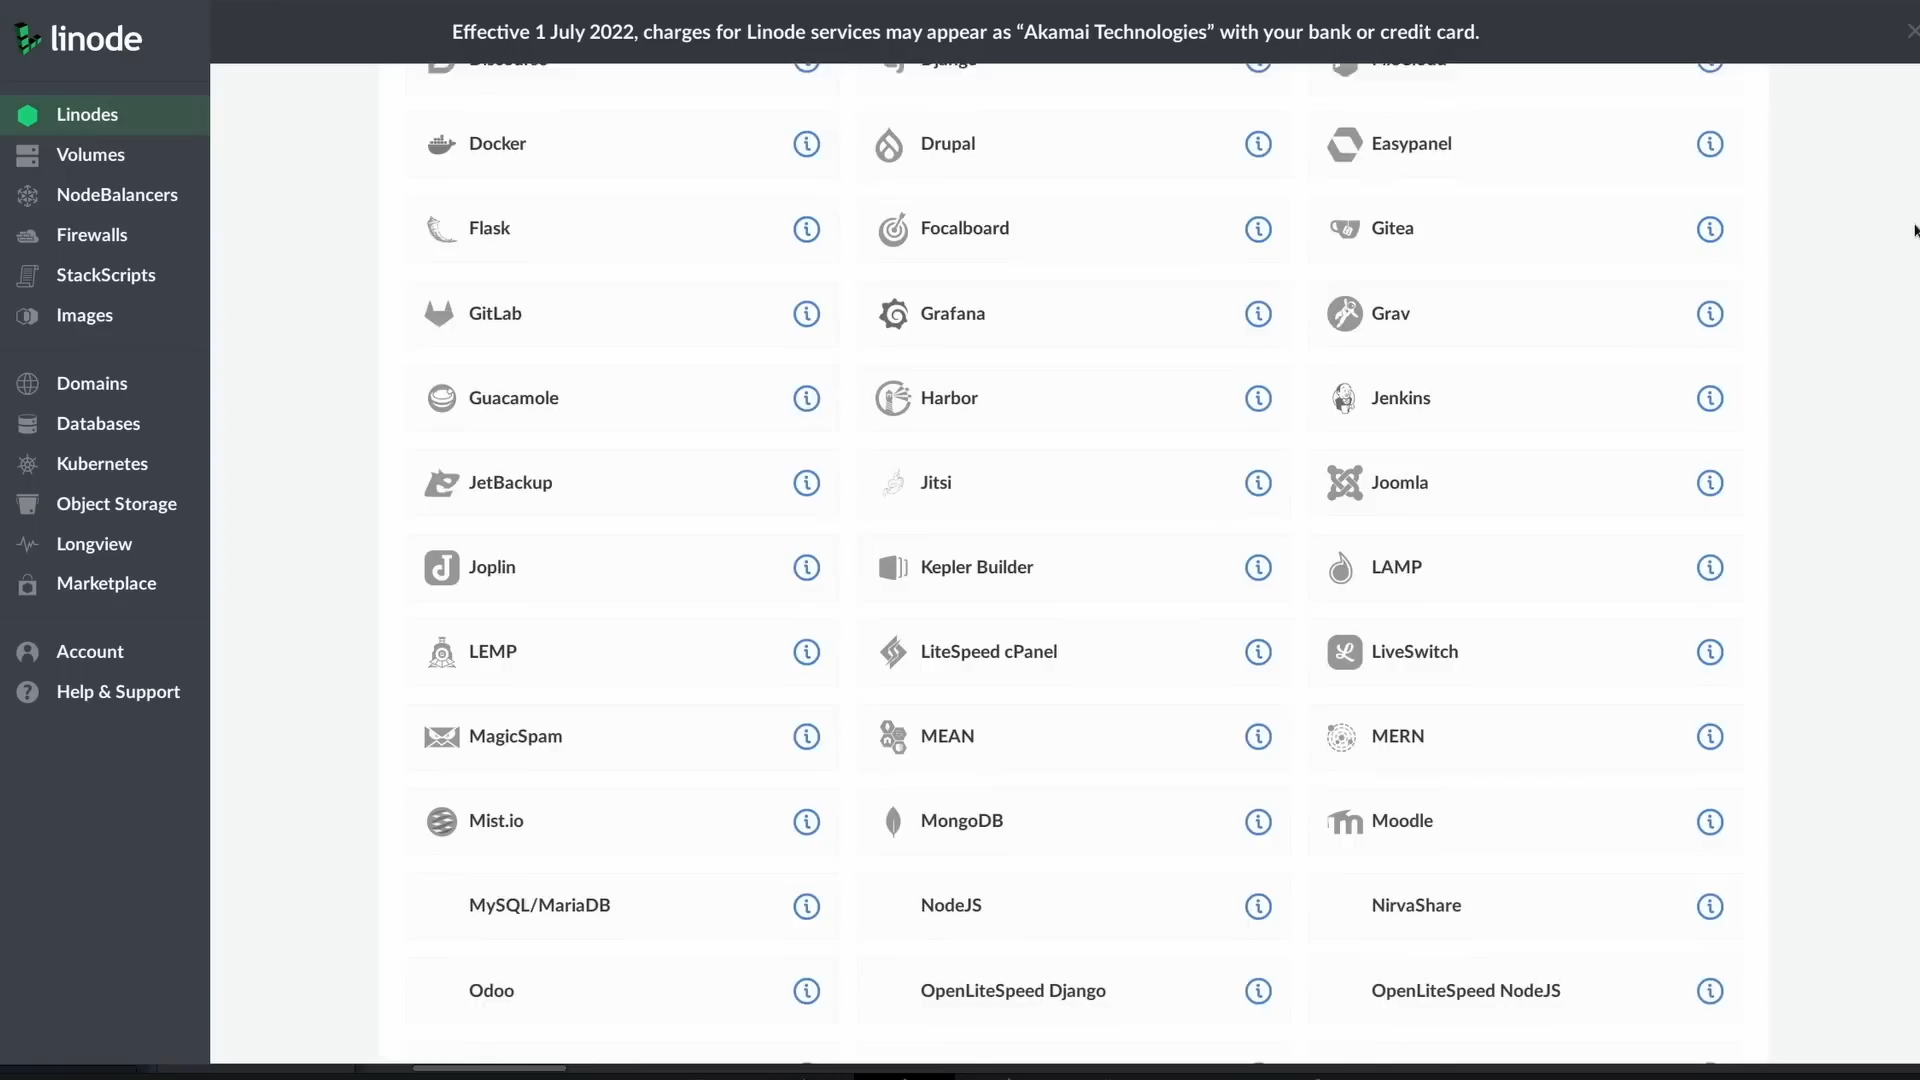 linode
Effective 1 July 2022, charges for Linode services may appear as “Akamai Technologies” with your bank or credit card.
Linodes
Volumes
NodeBalancers
Firewalls
StackScripts
Images
Domains
Databases
Kubernetes
Object Storage
Longview
Marketplace
Account
Help & Support
Django
Docker
Drupal
Easypanel
Flask
Focalboard
Gitea
GitLab
Grafana
Grav
Guacamole
Harbor
Jenkins
JetBackup
Jitsi
Joomla
Joplin
Kepler Builder
LAMP
LEMP
LiteSpeed cPanel
LiveSwitch
MagicSpam
MEAN
MERN
Mist.io
MongoDB
Moodle
MySQL/MariaDB
NodeJS
NirvaShare
Odoo
OpenLiteSpeed Django
OpenLiteSpeed NodeJS